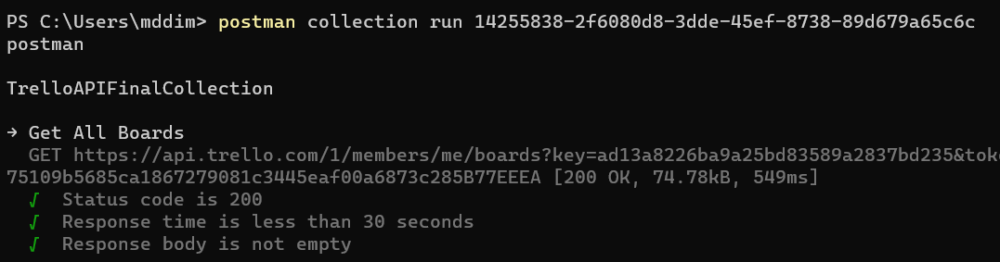 PS C:\Users\mddim> postman collection run 14255838-2f6080d8-3dde-45ef-8738-89d679a65c6c
postman
TrelloAPIFinalCollection
→ Get All Boards
GET https://api.trello.com/1/members/me/boards?key=ad13a8226ba9a25bd83589a2837bd235&tok
75109b5685ca1867279081c3445eaf00a6873c285B77EEEA [200 OK, 74.78kB, 549ms]
√ Status code is 200
√ Response time is less than 30 seconds
√ Response body is not empty